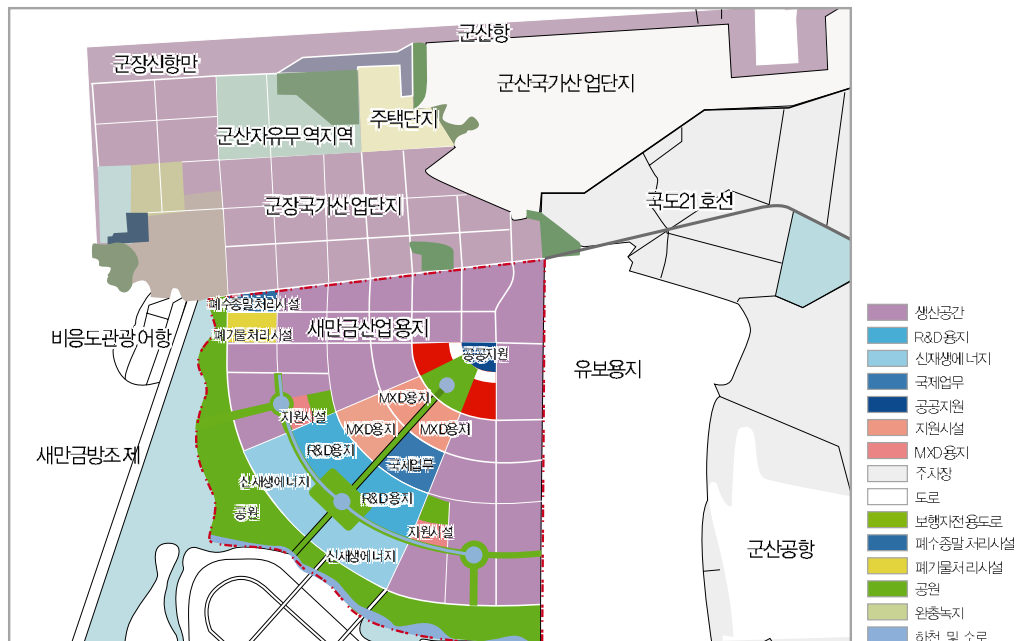 군산항
군장신항만
군산국가산업단지
주택단지
군산자유무역지역
국도21호선
군장국가산업단지
폐수종말처리시설
새만금산업용지
폐기물처리시설
비응도관광어항
공공지원
유보용지
MXD용지
지원시설
MXD용지
MXD용지
R&D용지
새만금방조제
국제업무
신재생에너지
R&D용지
공원
지원시설
신재생에너지
군산공항
생산공간
R&D용지
신재생에너지
국제업무
공공지원
지원시설
MXD용지
주차장
도로
보행자전용도로
폐수종말처리시설
폐기물처리시설
공원
완충녹지
하천 및 수로